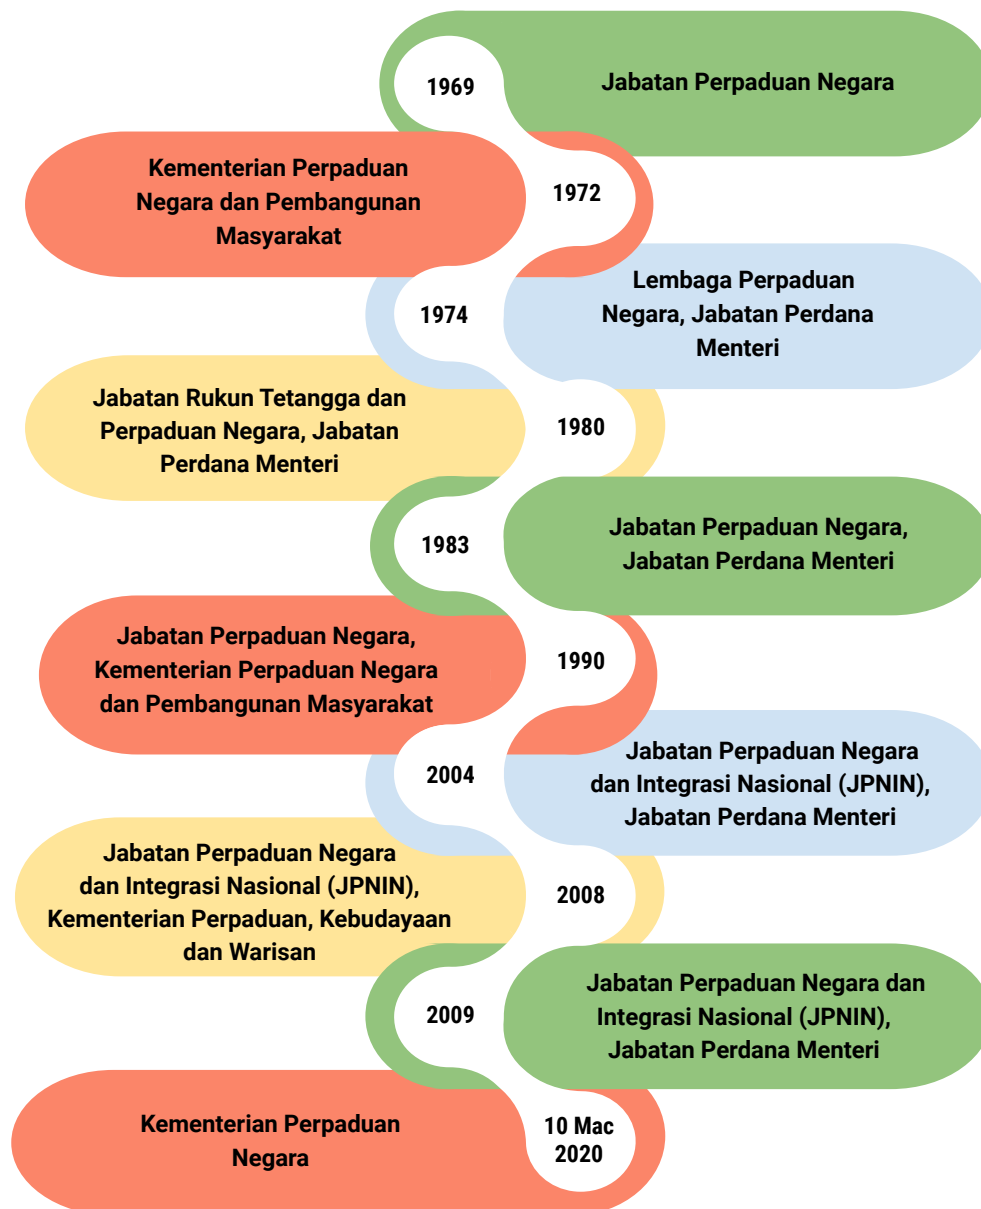 1969
Jabatan Perpaduan Negara
Kementerian Perpaduan
Negara dan Pembangunan
Masyarakat
1972
1974
Lembaga Perpaduan
Negara, Jabatan Perdana
Menteri
Jabatan Rukun Tetangga dan
Perpaduan Negara, Jabatan
Perdana Menteri
1980
1983
Jabatan Perpaduan Negara,
Jabatan Perdana Menteri
Jabatan Perpaduan Negara,
Kementerian Perpaduan Negara
dan Pembangunan Masyarakat
1990
2004
Jabatan Perpaduan Negara
dan Integrasi Nasional (JPNIN),
Jabatan Perdana Menteri
Jabatan Perpaduan Negara
dan Integrasi Nasional (JPNIN),
Kementerian Perpaduan, Kebudayaan
dan Warisan
2008
2009
Jabatan Perpaduan Negara dan
Integrasi Nasional (JPNIN),
Jabatan Perdana Menteri
Kementerian Perpaduan
Negara
10 Mac
2020